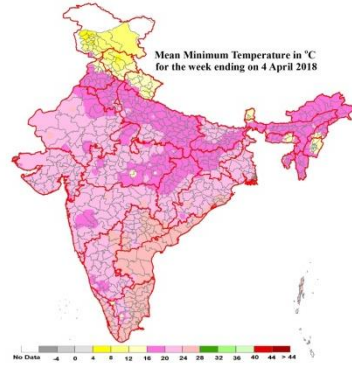 Mean Minimum Temperature in °C
for the week ending on 4 April 2018
No Data -4 0 4 8 12 16 20 24 28 32 36 40 44 > 44